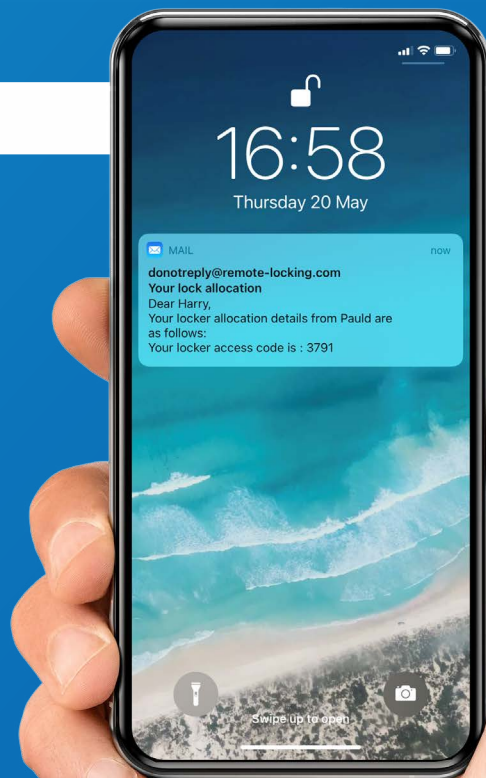 16:58
Thursday 20 May
MAIL now
donotreply@remote-locking.com
Your lock allocation
Dear Harry,
Your locker allocation details from Pauld are
as follows:
Your locker access code is : 3791
Swipe up to open